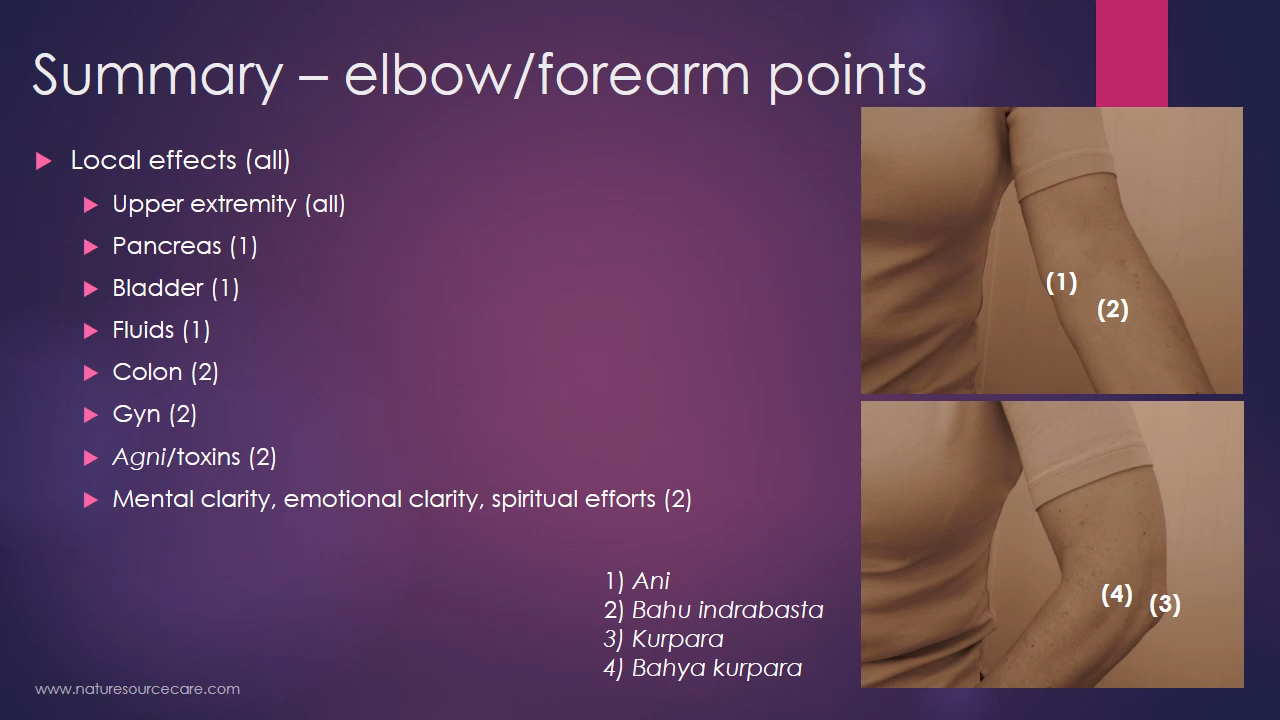 Summary – elbow/forearm points
Local effects (all)
Upper extremity (all)
Pancreas (1)
Bladder (1)
Fluids (1)
Colon (2)
Gyn (2)
Agni/toxins (2)
Mental clarity, emotional clarity, spiritual efforts (2)
(1)
(2)
(4)
(3)
1) Ani
2) Bahu indrabasta
3) Kurpara
4) Bahya kurpara
www.naturesourcecare.com